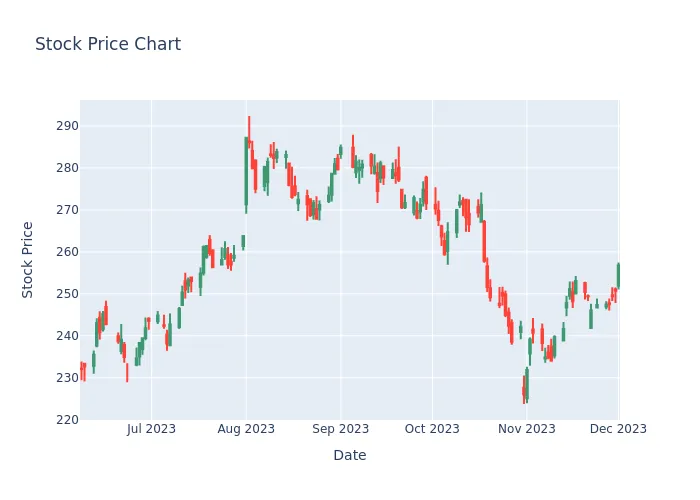 Stock Price Chart
Stock Price
290
280
270
260
250
240
230
220
Jul 2023
Aug 2023
Sep 2023
Oct 2023
Nov 2023
Dec 2023
Date